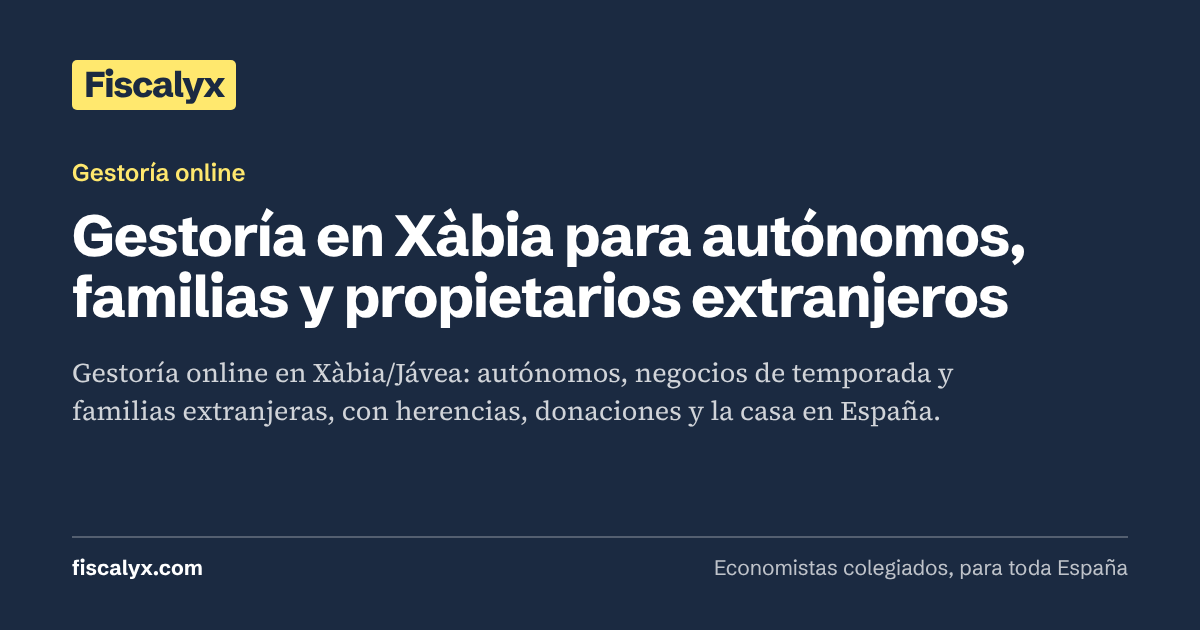 Fiscalyx
Gestoría online
Gestoría en Xàbia para autónomos,
familias y propietarios extranjeros
Gestoría online en Xàbia/Jávea: autónomos, negocios de temporada y
familias extranjeras, con herencias, donaciones y la casa en España.
fiscalyx.com
Economistas colegiados, para toda España